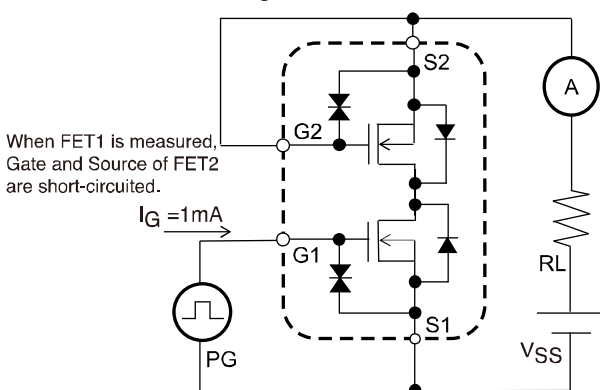 S2
A
G2
When FET1 is measured,
Gate and Source of FET2
are short-circuited.
IG =1mA
G1
RL
S1
VSS
PG